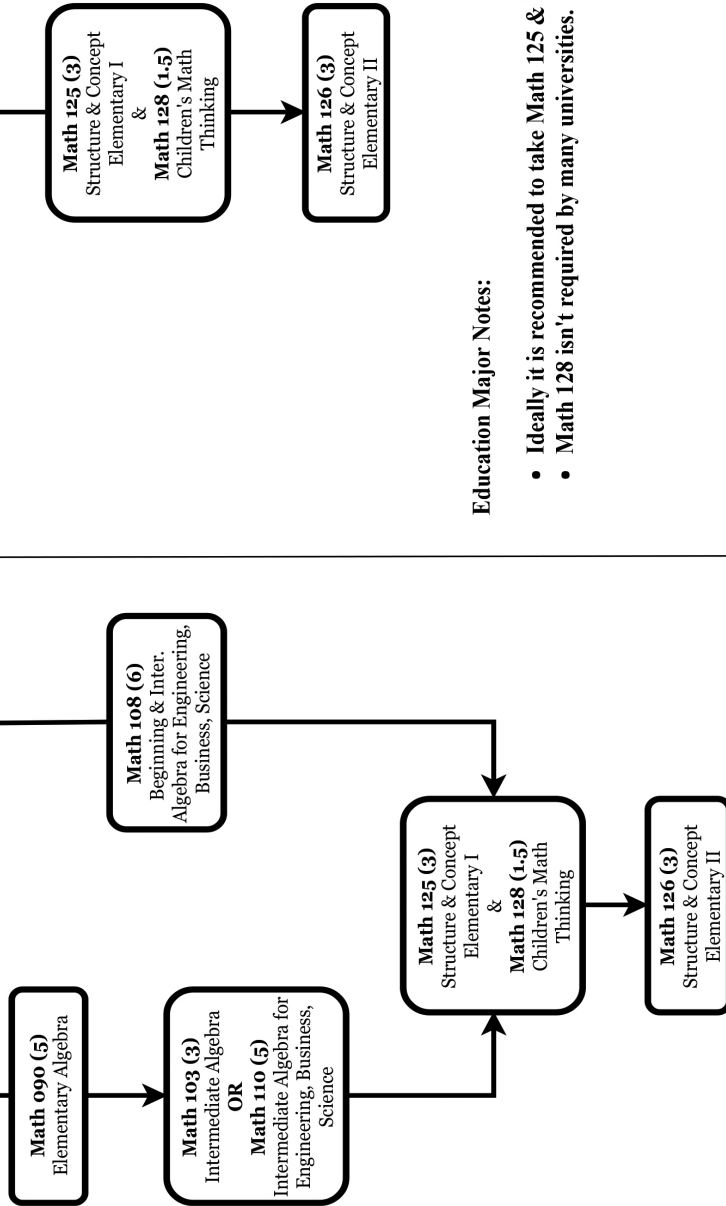 Math 090 (5)
Elementary Algebra
Math 103 (3)
Intermediate Algebra
OR
Math 110 (5)
Intermediate Algebra for
Engineering, Business,
Science
Math 108 (6)
Beginning & Inter.
Algebra for Engineering,
Business, Science
Math 125 (3)
Structure & Concept
Elementary I
&
Math 128 (1.5)
Children's Math
Thinking
Math 126 (3)
Structure & Concept
Elementary II
Math 125 (3)
Structure & Concept
Elementary I
&
Math 128 (1.5)
Children's Math
Thinking
Math 126 (3)
Structure & Concept
Elementary II
Education Major Notes:
• Ideally it is recommended to take Math 125 &
• Math 128 isn't required by many universities.